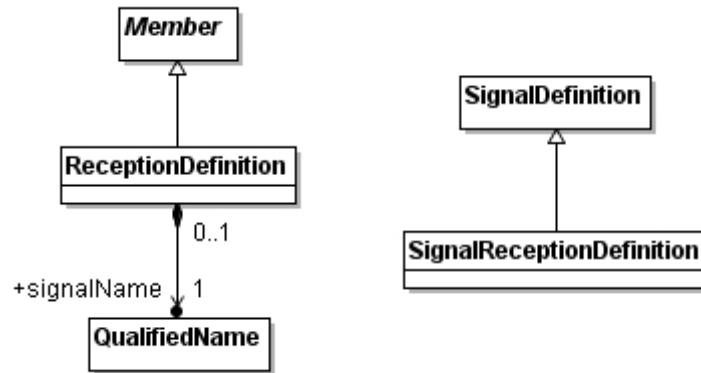 Member
SignalDefinition
ReceptionDefinition
0..1
SignalReceptionDefinition
+signalName 1
QualifiedName